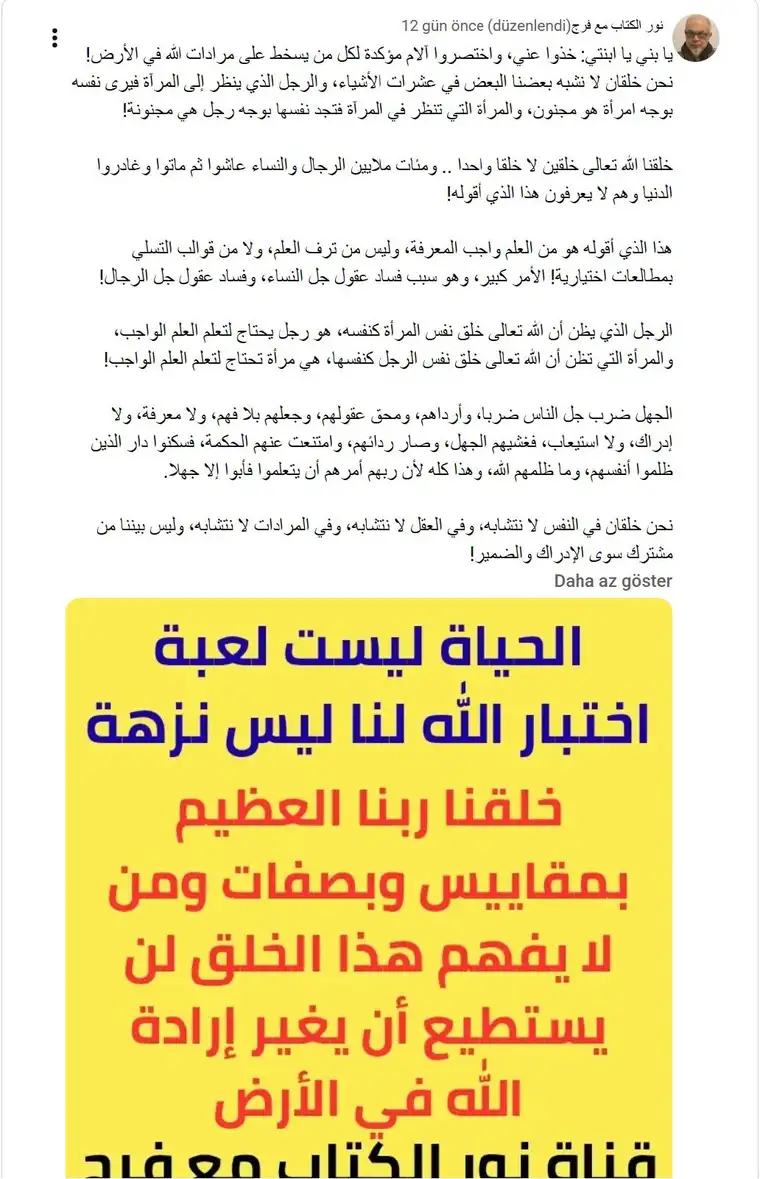 نور الكتاب مع فرج(düzenlendi) 12 gün önce
يا بني يا ابنتي: خذوا عني، واختصروا آلام مؤكدة لكل من يسخط على مرادات الله في الأرض!
نحن خلقان لا نشبه بعضنا البعض في عشرات الأشياء، والرجل الذي ينظر إلى المرآة فيرى نفسه
بوجه امرأة هو مجنون، والمرأة التي تنظر في المرآة فتجد نفسها بوجه رجل هي مجنونة!
خلقنا الله تعالى خلقين لا خلقا واحدا .. ومئات ملايين الرجال والنساء عاشوا ثم ماتوا وغادروا
الدنيا وهم لا يعرفون هذا الذي أقوله!
هذا الذي أقوله هو من العلم واجب المعرفة، وليس من ترف العلم، ولا من قوالب التسلي
بمطالعات اختيارية! الأمر كبير، وهو سبب فساد عقول جل النساء، وفساد عقول جل الرجال!
الرجل الذي يظن أن الله تعالى خلق نفس المرأة كنفسه، هو رجل يحتاج لتعلم العلم الواجب،
والمرأة التي تظن أن الله تعالى خلق نفس الرجل كنفسها، هي مرأة تحتاج لتعلم العلم الواجب!
الجهل ضرب جل الناس ضربا، وأرداهم، ومحق عقولهم، وجعلهم بلا فهم، ولا معرفة، ولا
إدراك، ولا استيعاب، فغشيهم الجهل، وصار ردائهم، وامتنعت عنهم الحكمة، فسكنوا دار الذين
ظلموا أنفسهم، وما ظلمهم الله، وهذا كله لأن ربهم أمرهم أن يتعلموا فأبوا إلا جهلا.
نحن خلقان في النفس لا نتشابه، وفي العقل لا نتشابه، وفي المرادات لا نتشابه، وليس بيننا من
مشترك سوى الإدراك والضمير!
Daha az göster
الحياة ليست لعبة
اختبار الله لنا ليس نزهة
خلقنا ربنا العظيم
بمقاييس وبصفات ومن
لا يفهم هذا الخلق لن
يستطيع أن يغير إرادة
الله في الأرض
قناة نور الكتاب مع فرج